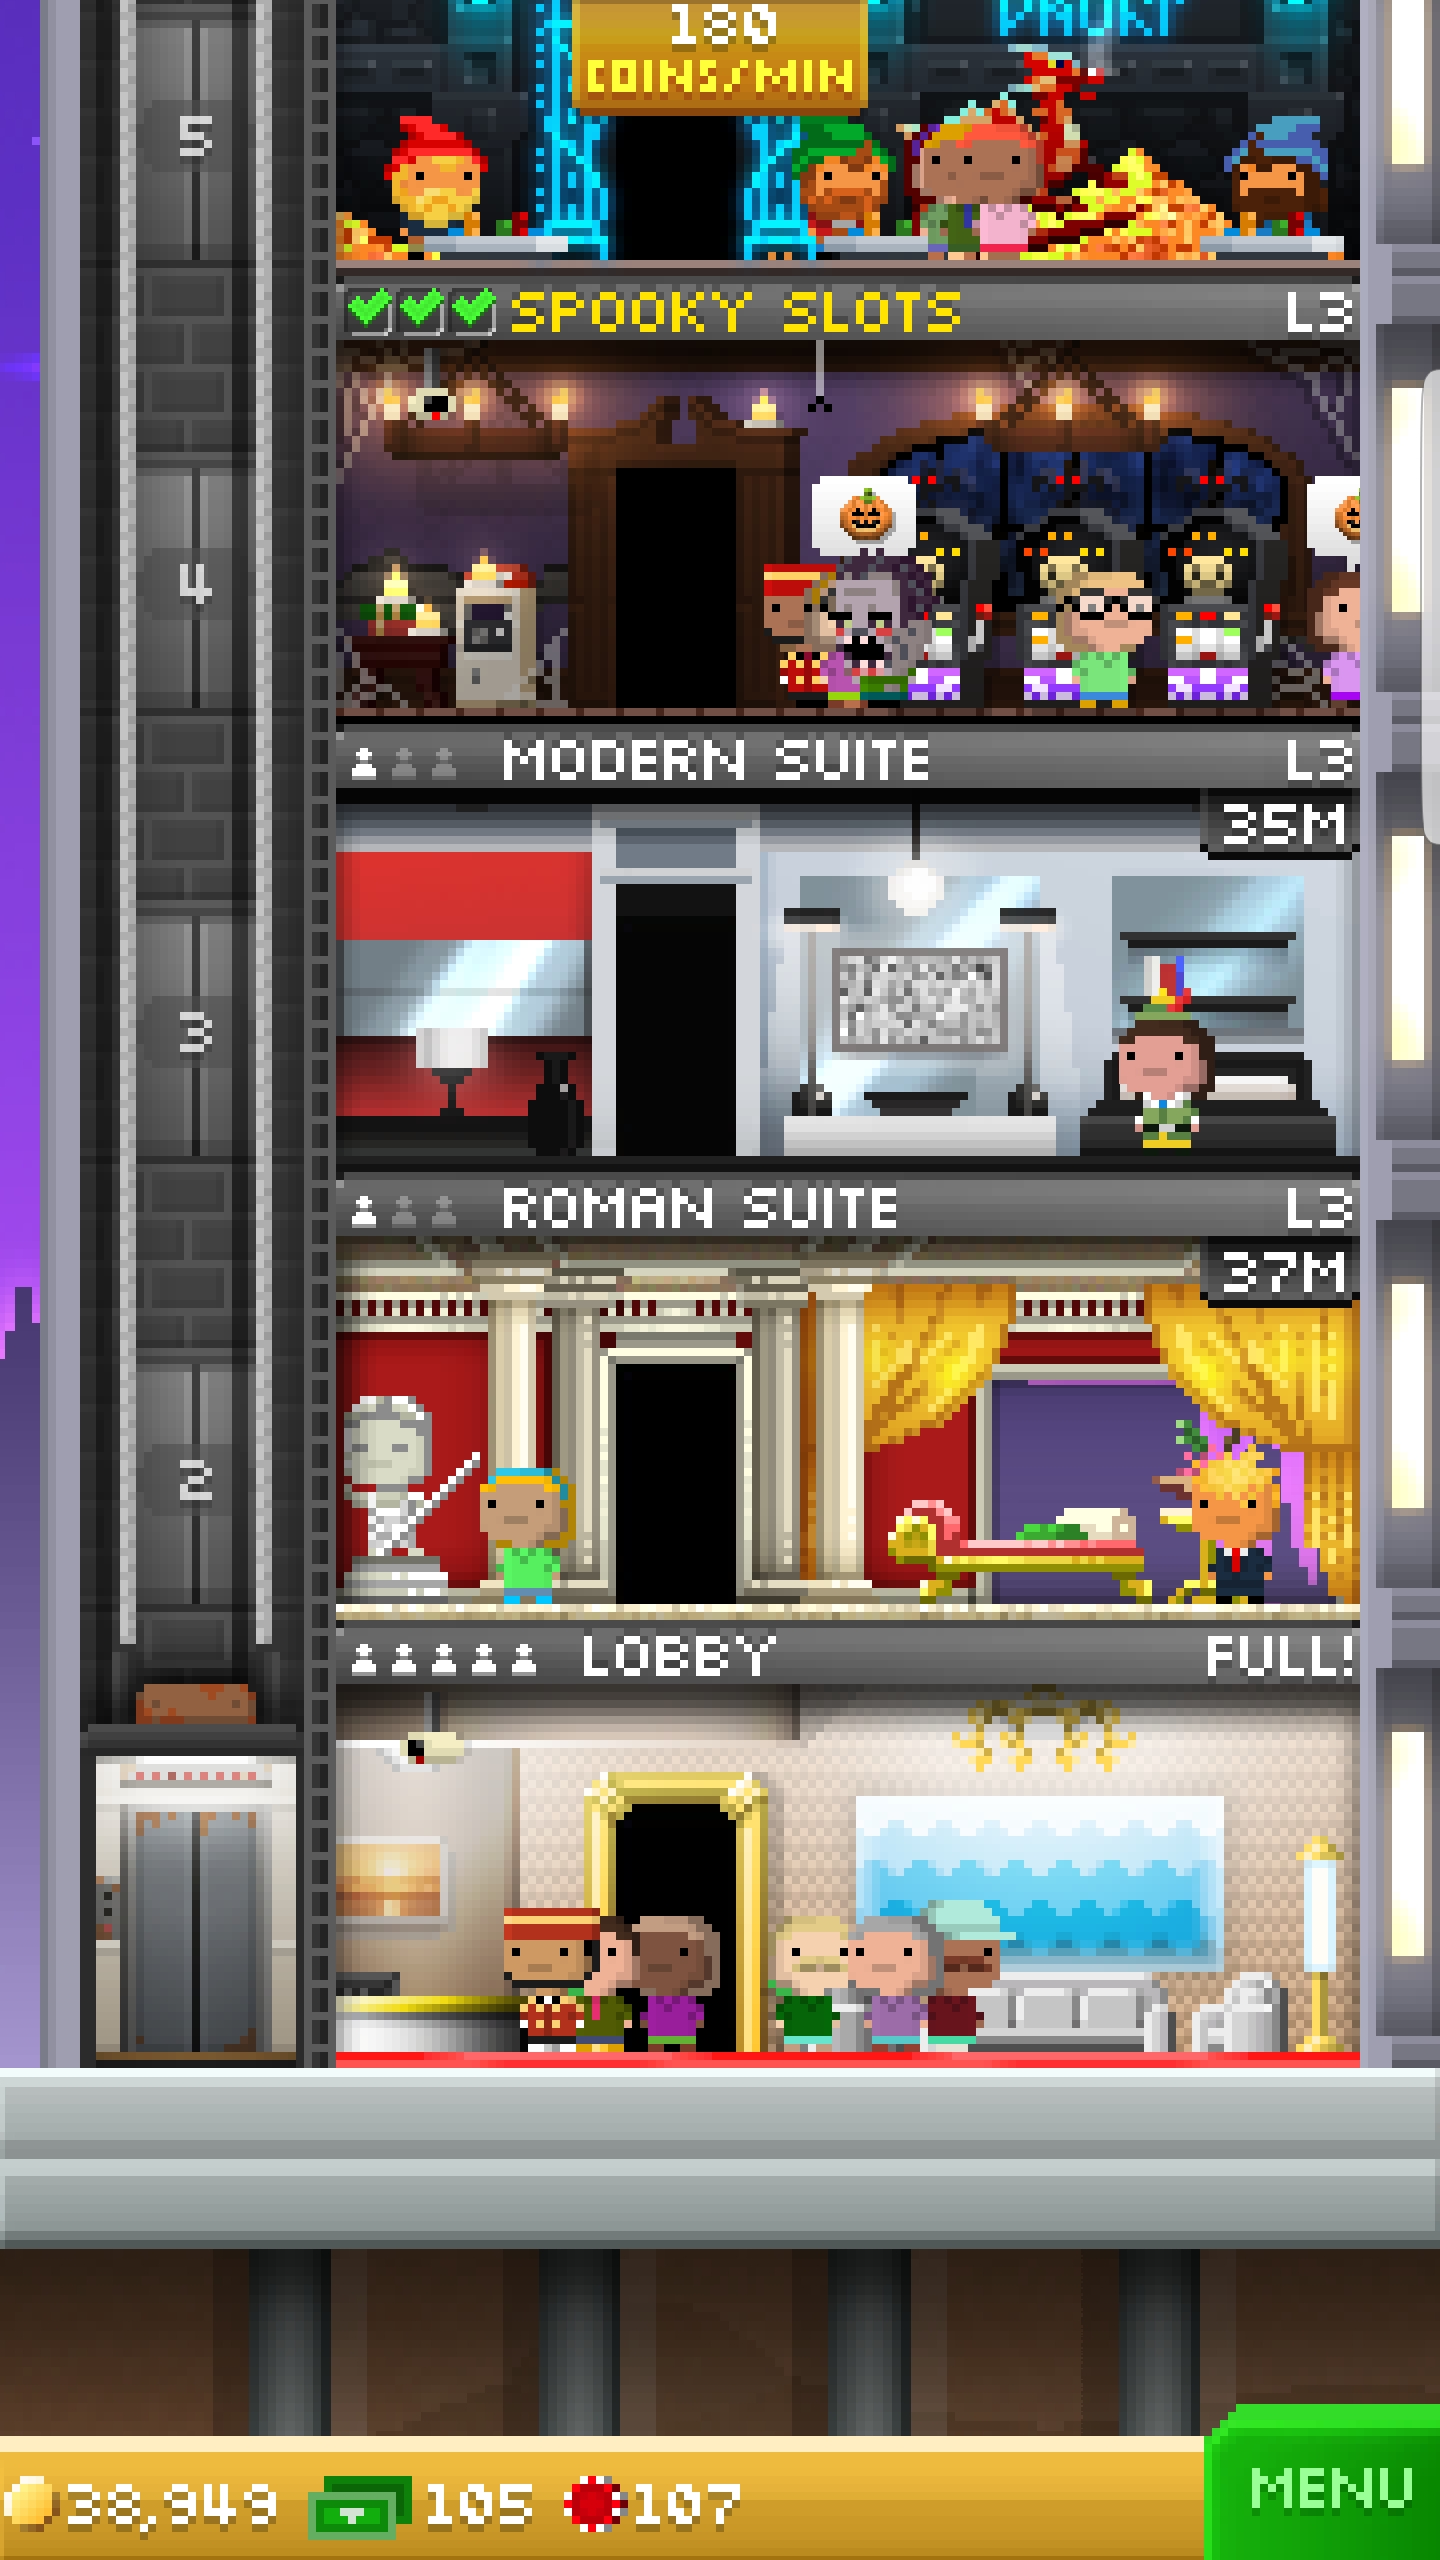 180
COINS/MIN
5
SPOOKY SLOTS L3
4
MODERN SUITE L3
35M
3
ROMAN SUITE L3
37M
2
LOBBY FULL!
38,949 105 107
MENU